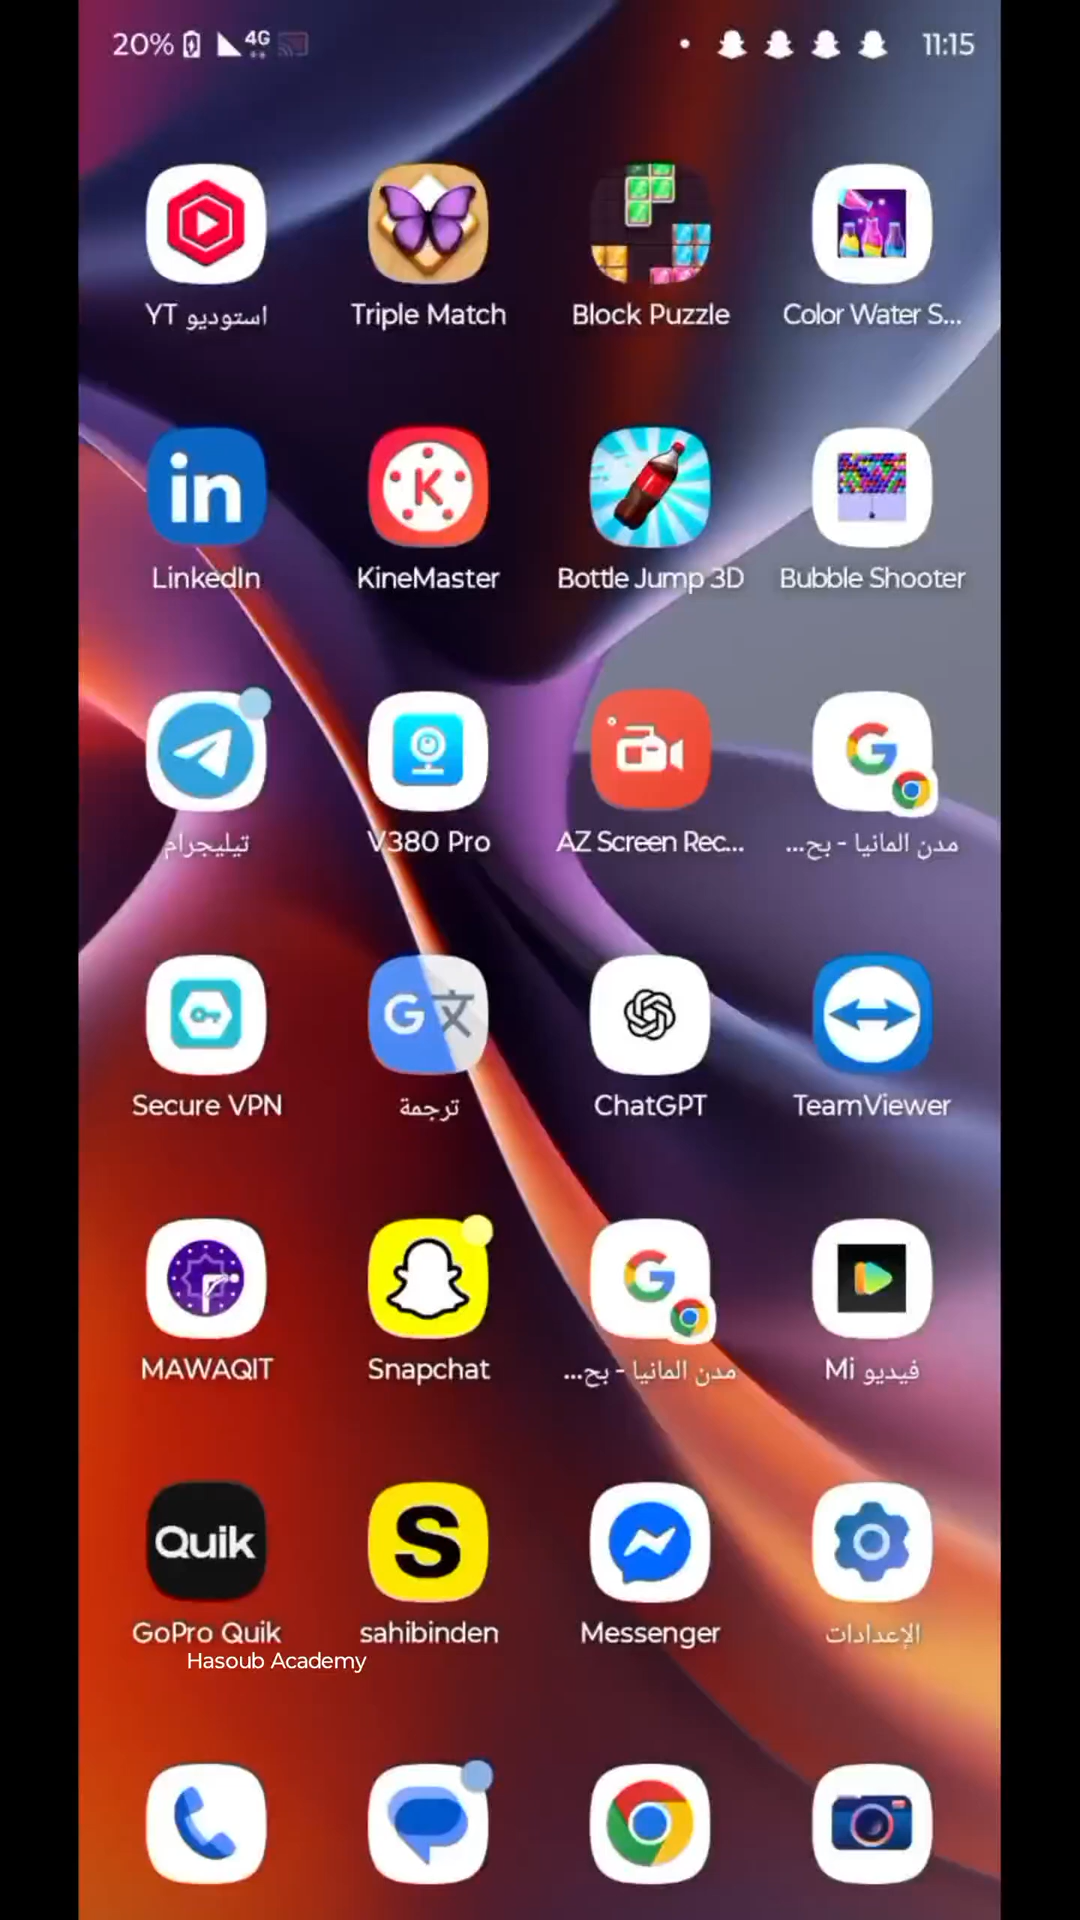 20% 4G 11:15
استوديو YT
Triple Match
Block Puzzle
Color Water S...
in
K
LinkedIn
KineMaster
Bottle Jump 3D
Bubble Shooter
G
تيليجرام
V380 Pro
AZ Screen Rec...
مدن المانيا - بح...
G文
Secure VPN
ترجمة
ChatGPT
TeamViewer
G
MAWAQIT
Snapchat
مدن المانيا - بح...
فيديو Mi
Quik
S
GoPro Quik
sahibinden
Messenger
الإعدادات
Hasoub Academy